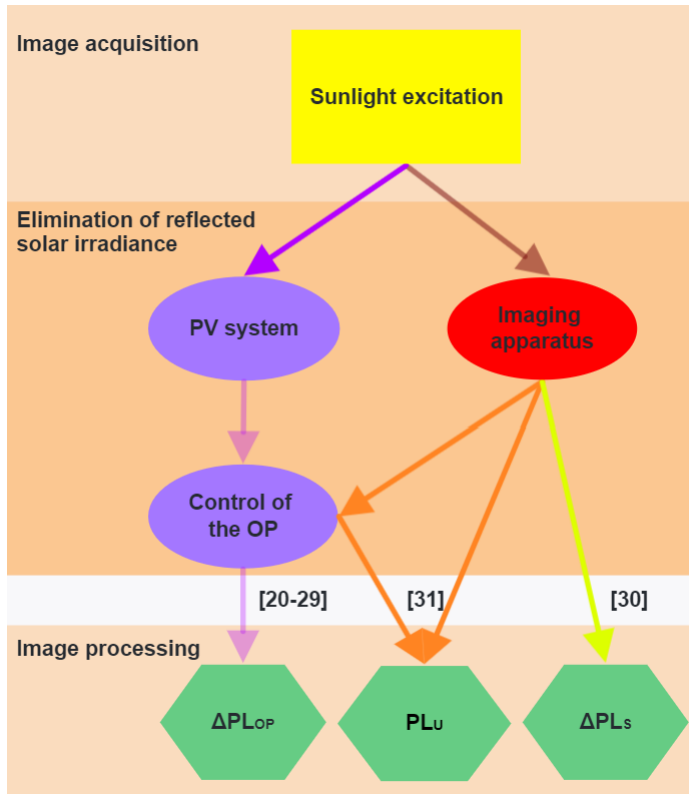 Image acquisition
Sunlight excitation
Elimination of reflected
solar irradiance
PV system
Imaging
apparatus
Control of
the OP
[20-29]
[31]
[30]
Image processing
ΔPLOP
PLU
ΔPLS